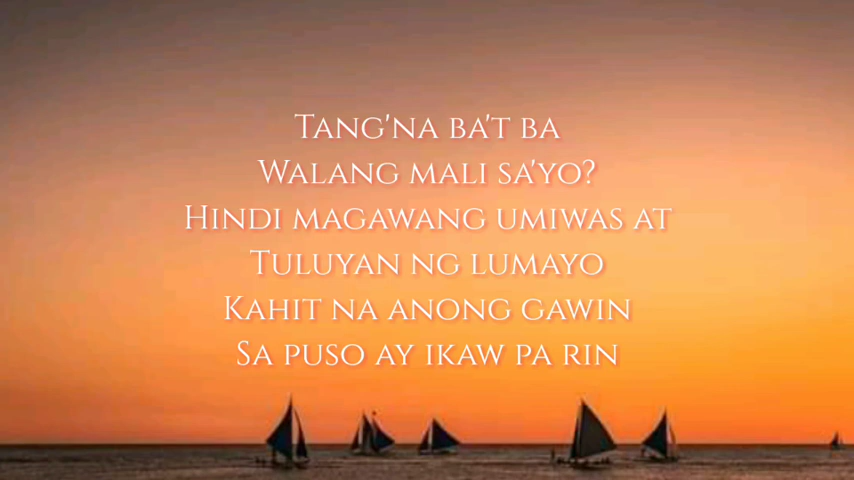 Tang'na ba't ba
Walang mali sa'yo?
Hindi magawang umiwas at
Tuluyan ng lumayo
Kahit na anong gawin
Sa puso ay ikaw pa rin